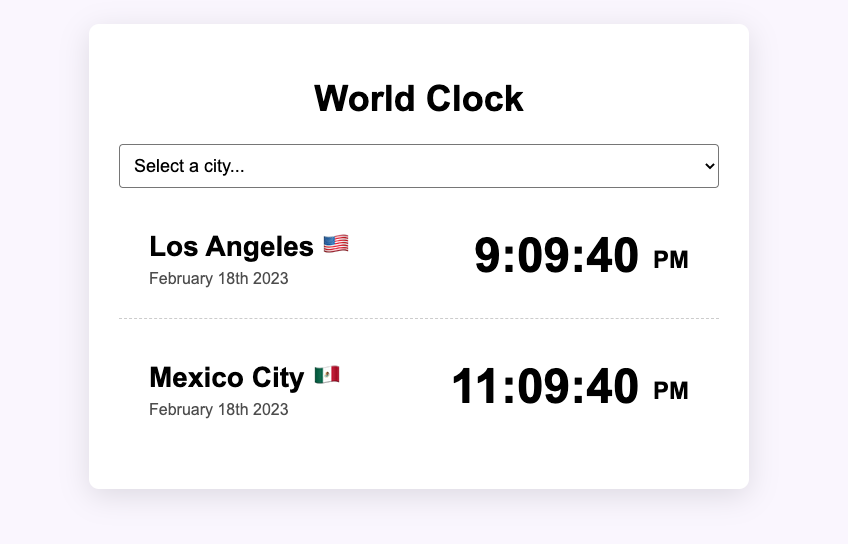 World Clock
Select a city...
Los Angeles 🇺🇸 9:09:40 PM
February 18th 2023
Mexico City 🇲🇽 11:09:40 PM
February 18th 2023